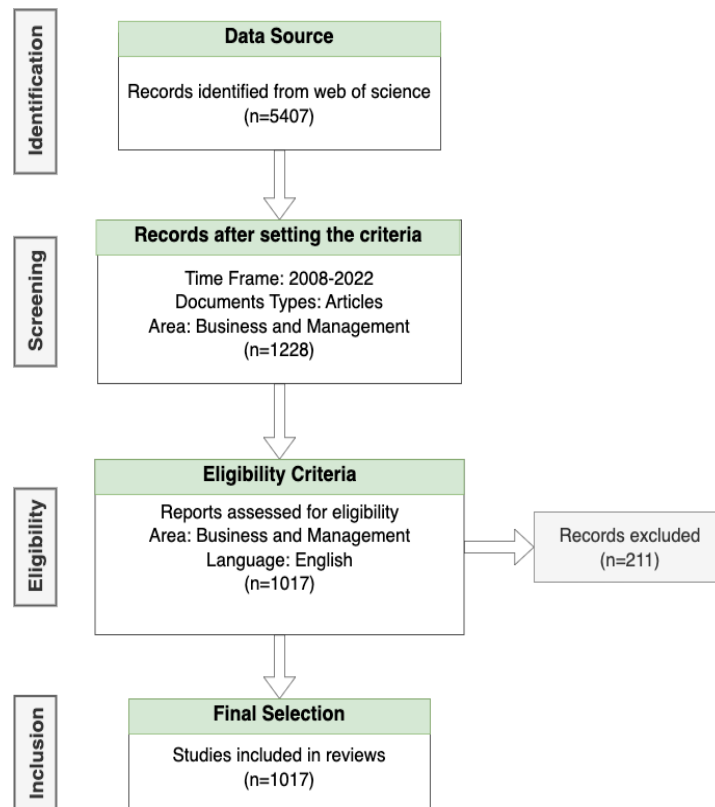 Identification
Data Source
Records identified from web of science
(n=5407)
Screening
Records after setting the criteria
Time Frame: 2008-2022
Documents Types: Articles
Area: Business and Management
(n=1228)
Eligibility
Eligibility Criteria
Reports assessed for eligibility
Area: Business and Management
Language: English
(n=1017)
Records excluded
(n=211)
Inclusion
Final Selection
Studies included in reviews
(n=1017)